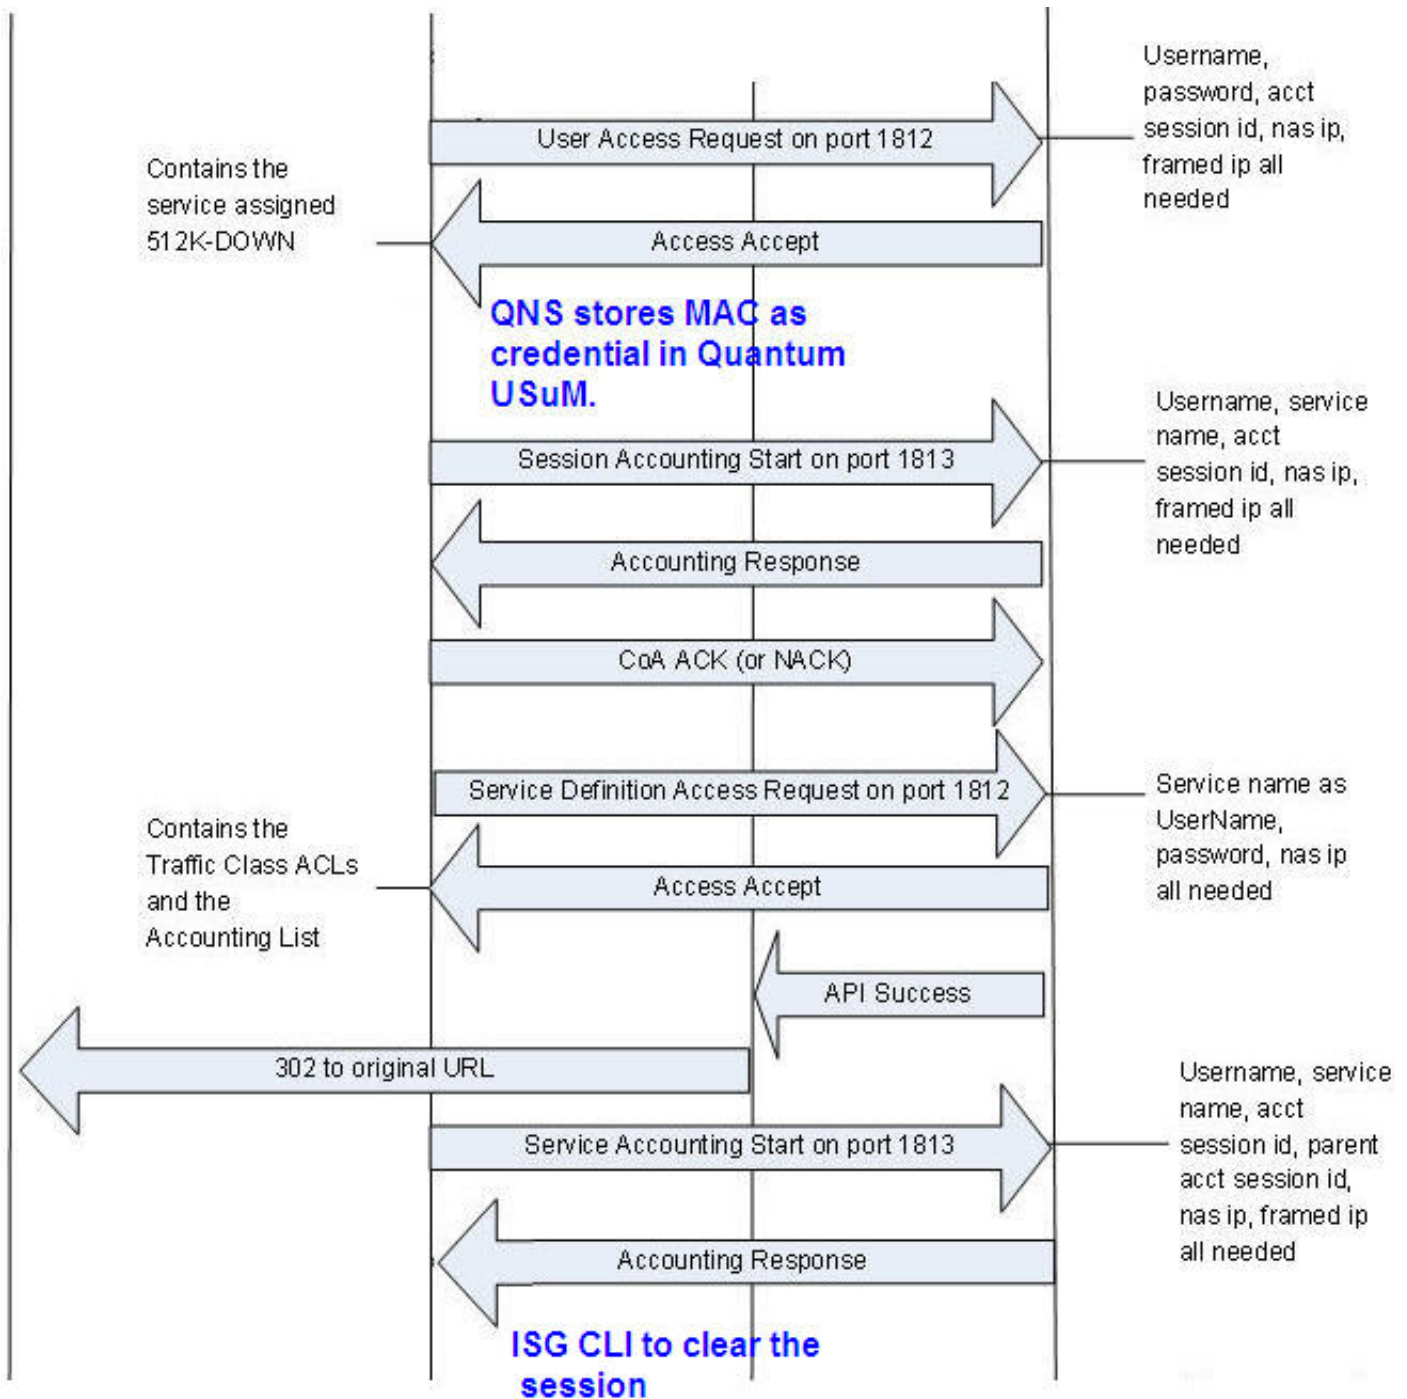 Username,
password, acct
session id, nas ip,
framed ip all
needed
User Access Request on port 1812
Contains the
service assigned
512K-DOWN
Access Accept
QNS stores MAC as
credential in Quantum
USuM.
Username, service
name, acct
session id, nas ip,
framed ip all
needed
Session Accounting Start on port 1813
Accounting Response
CoA ACK (or NACK)
Service Definition Access Request on port 1812
Service name as
UserName,
password, nas ip
all needed
Contains the
Traffic Class ACLs
and the
Accounting List
Access Accept
API Success
302 to original URL
Username, service
name, acct
session id, parent
acct session id,
nas ip, framed ip
all needed
Service Accounting Start on port 1813
Accounting Response
ISG CLI to clear the
session